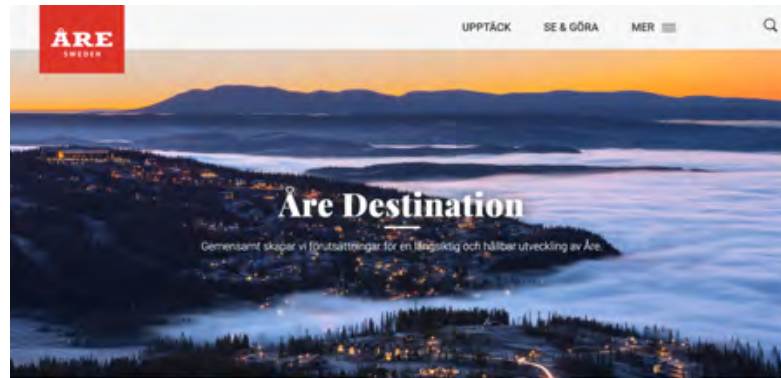 ÅRE
SWEDEN
UPPTÄCK SE & GÖRA MER
Åre Destination
Gemensamt skapar vi förutsättningar för en långsiktig och hållbar utveckling av Åre.